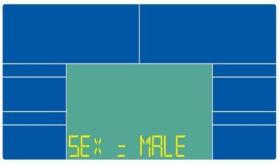 SEX = MALE